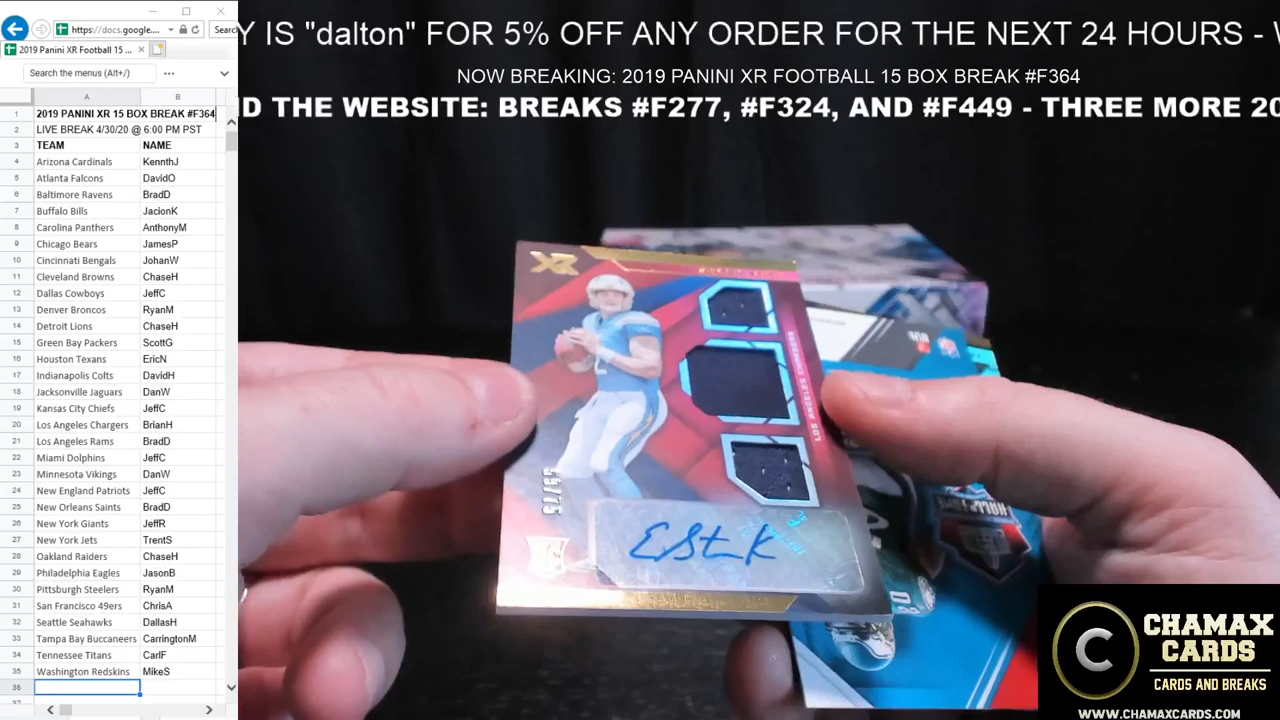 https://docs.google....
Search
2019 Panini XR Football 15 ...
Search the menus (Alt+/)
A B
1 2019 PANINI XR 15 BOX BREAK #F364
2 LIVE BREAK 4/30/20 @ 6:00 PM PST
3 TEAM NAME
4 Arizona Cardinals KennthJ
5 Atlanta Falcons DavidO
6 Baltimore Ravens BradD
7 Buffalo Bills JacionK
8 Carolina Panthers AnthonyM
9 Chicago Bears JamesP
10 Cincinnati Bengals JohanW
11 Cleveland Browns ChaseH
12 Dallas Cowboys JeffC
13 Denver Broncos RyanM
14 Detroit Lions ChaseH
15 Green Bay Packers ScottG
16 Houston Texans EricN
17 Indianapolis Colts DavidH
18 Jacksonville Jaguars DanW
19 Kansas City Chiefs JeffC
20 Los Angeles Chargers BrianH
21 Los Angeles Rams BradD
22 Miami Dolphins JeffC
23 Minnesota Vikings DanW
24 New England Patriots JeffC
25 New Orleans Saints BradD
26 New York Giants JeffR
27 New York Jets TrentS
28 Oakland Raiders ChaseH
29 Philadelphia Eagles JasonB
30 Pittsburgh Steelers RyanM
31 San Francisco 49ers ChrisA
32 Seattle Seahawks DallasH
33 Tampa Bay Buccaneers CarringtonM
34 Tennessee Titans CarlF
35 Washington Redskins MikeS
36
Y IS "dalton" FOR 5% OFF ANY ORDER FOR THE NEXT 24 HOURS - W
NOW BREAKING: 2019 PANINI XR FOOTBALL 15 BOX BREAK #F364
ND THE WEBSITE: BREAKS #F277, #F324, AND #F449 - THREE MORE 20
XR
LOS ANGELES CHARGERS
C
CHAMAX
CARDS
CARDS AND BREAKS
WWW.CHAMAXCARDS.COM